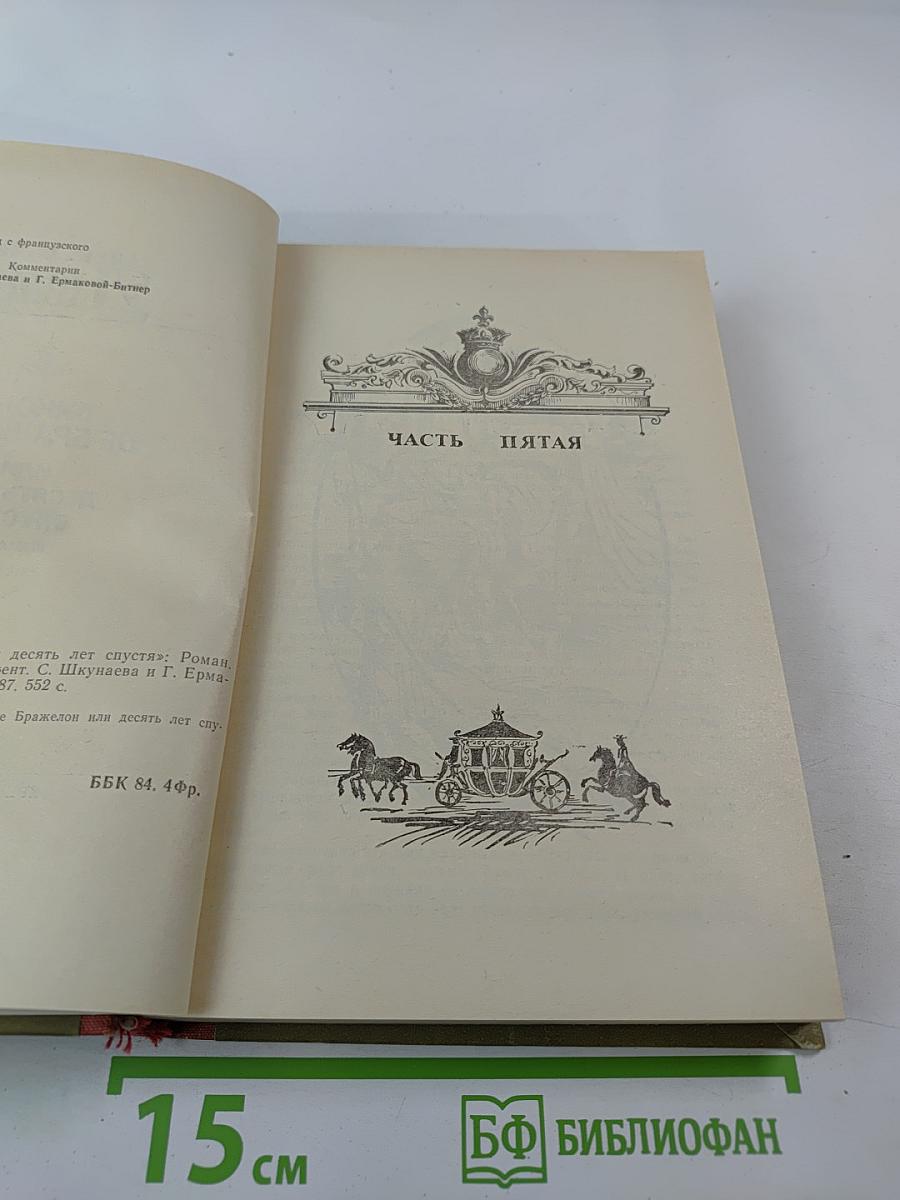 д с французского
Комментарии
ева и Г. Ермаковой-Битнер
десять лет спустя»: Роман.
ент. С. Шкунаева и Г. Ерма-
87. 552 с.
е Бражелон или десять лет спу-
ББК 84. 4Фр.
ЧАСТЬ ПЯТАЯ
15 см
БФ БИБЛИОФАН